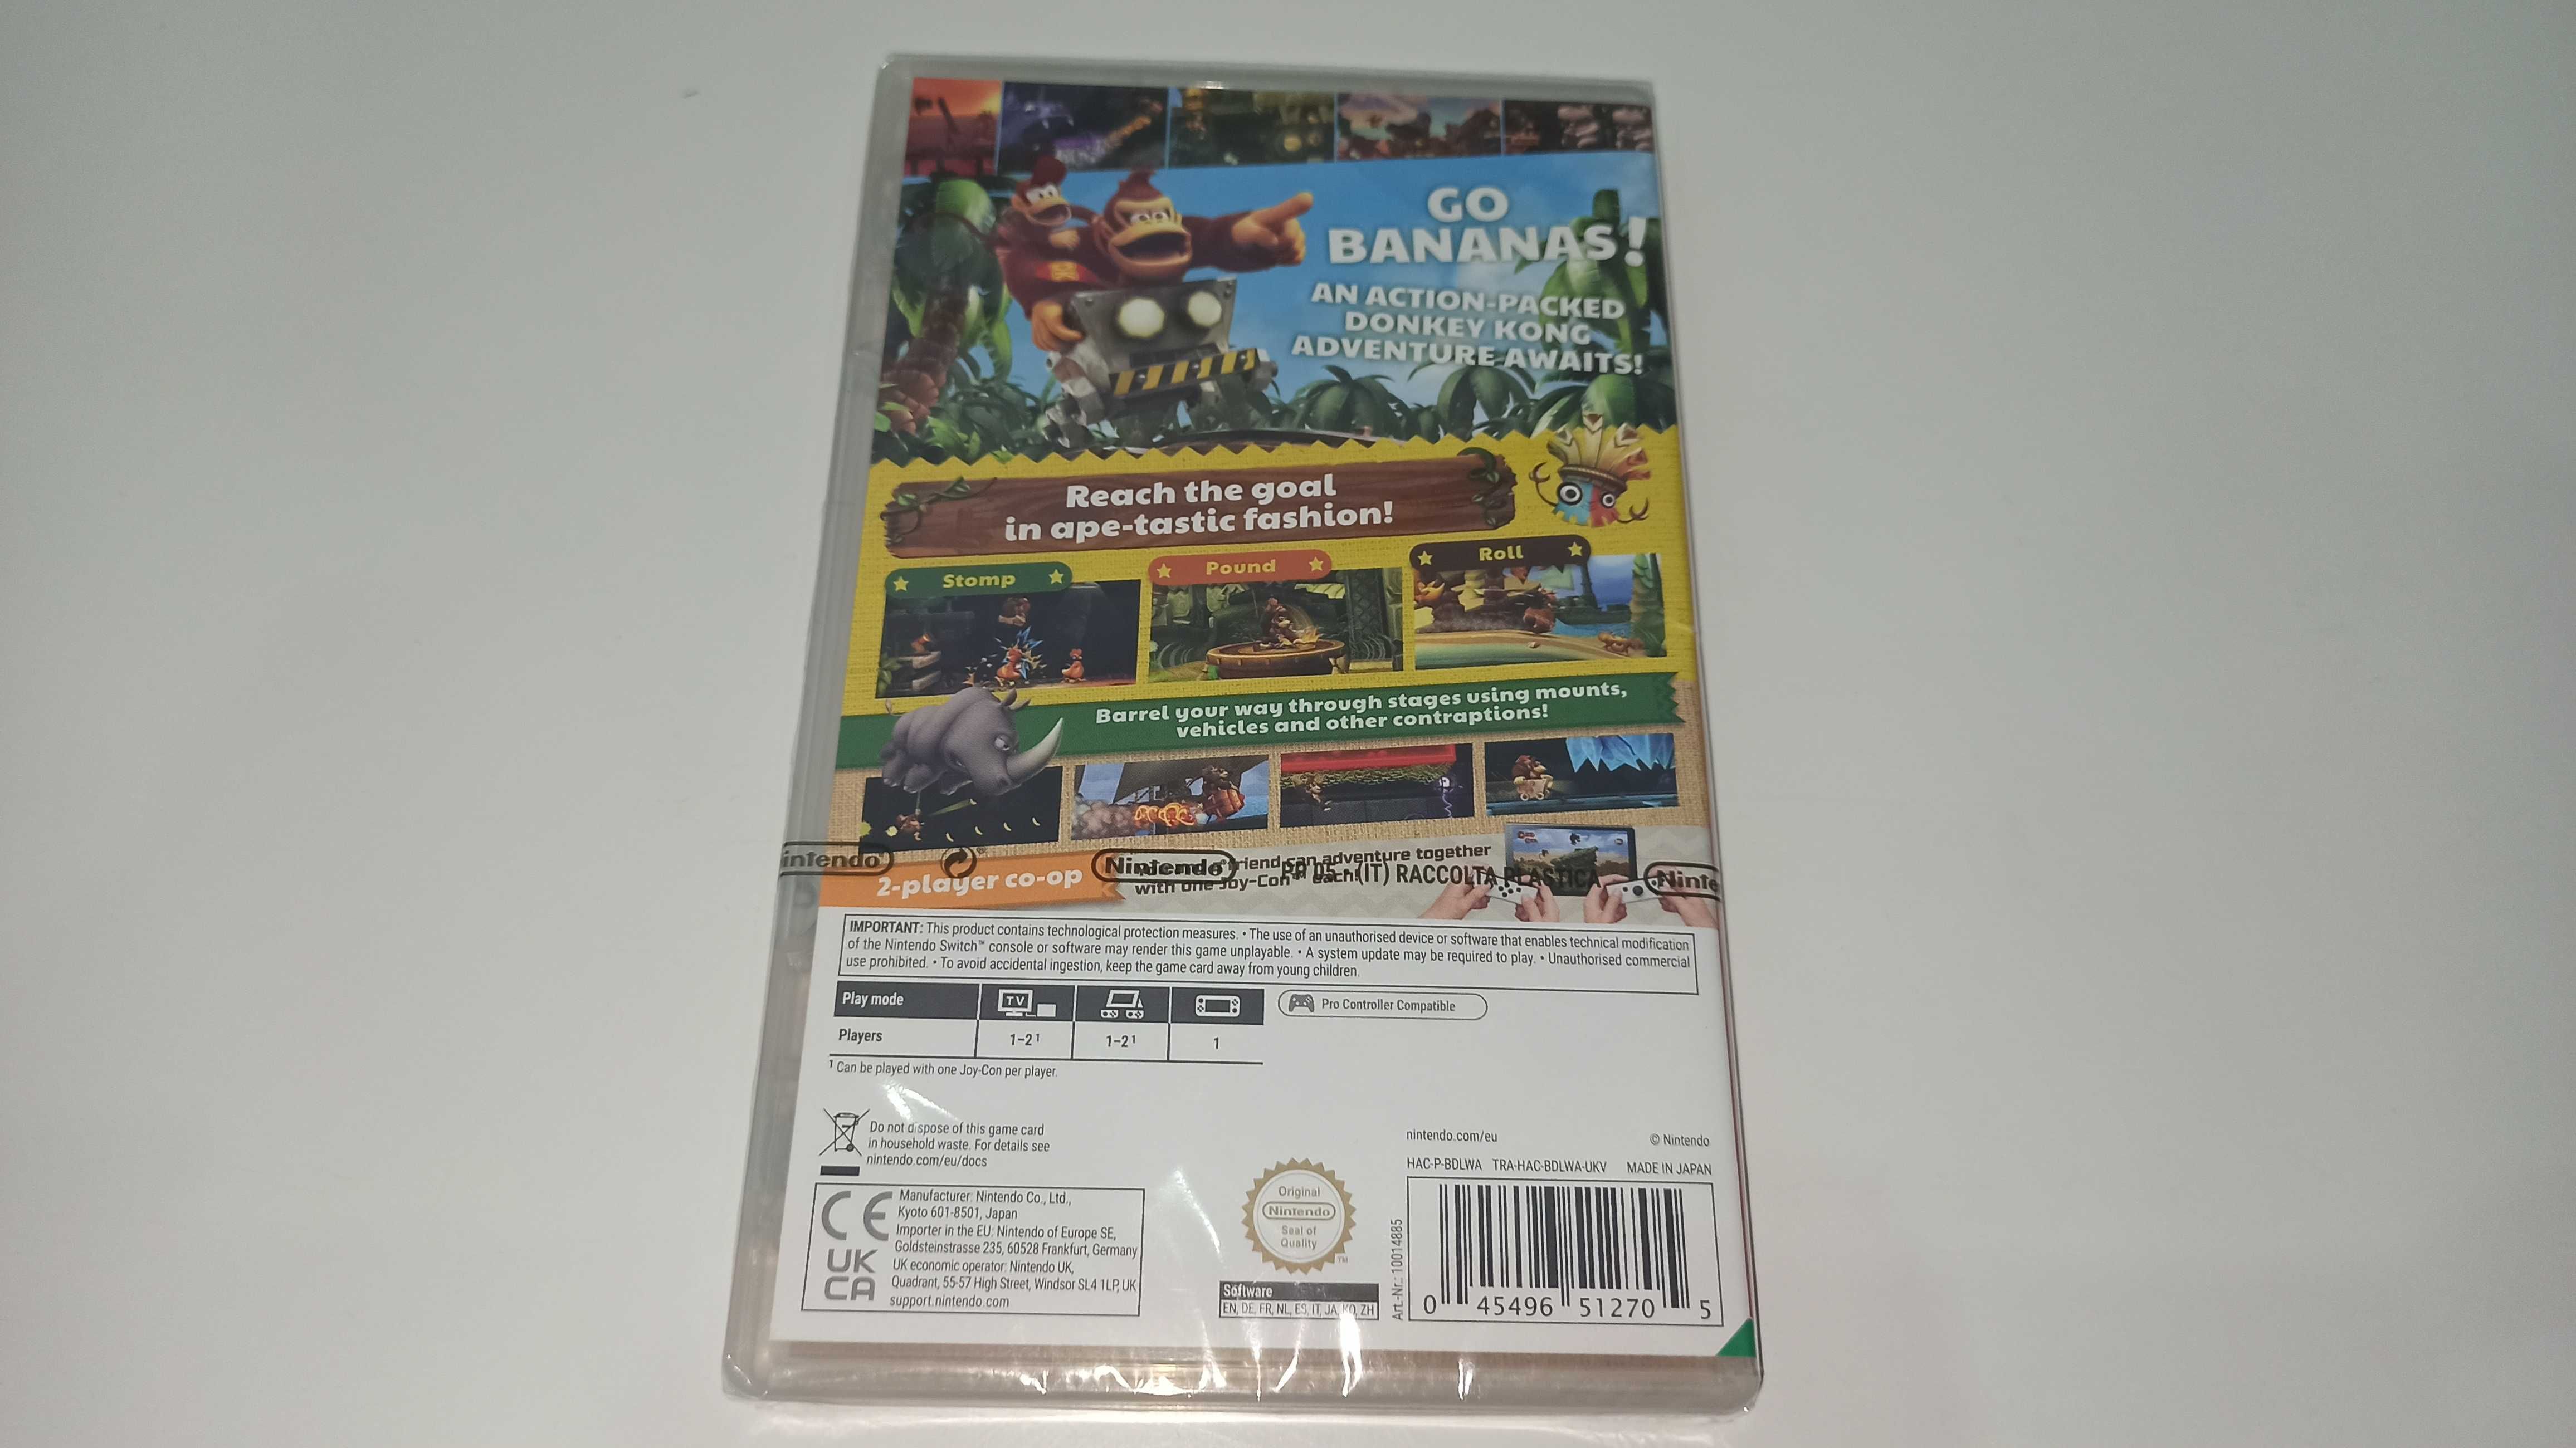 GO
BANANAS!
AN ACTION-PACKED
DONKEY KONG
ADVENTURE AWAITS!
Reach the goal
in ape-tastic fashion!
Stomp
Pound
Roll
Barrel your way through stages using mounts,
vehicles and other contraptions!
intendo
Nintendo
PP 05 - (IT) RACCOLTA PLASTICA
Ninte
2-player co-op
friend can adventure together
with one Joy-Con™ each!
IMPORTANT: This product contains technological protection measures. • The use of an unauthorised device or software that enables technical modification
of the Nintendo Switch™ console or software may render this game unplayable. • A system update may be required to play. • Unauthorised commercial
use prohibited. • To avoid accidental ingestion, keep the game card away from young children.
Play mode
TV
Pro Controller Compatible
Players
1-2¹
1-2¹
1
¹ Can be played with one Joy-Con per player.
Do not dispose of this game card
in household waste. For details see
nintendo.com/eu/docs
nintendo.com/eu
© Nintendo
HAC-P-BDLWA TRA-HAC-BDLWA-UKV MADE IN JAPAN
CE
UK
CA
Manufacturer: Nintendo Co., Ltd.,
Kyoto 601-8501, Japan
Importer in the EU: Nintendo of Europe SE,
Goldsteinstrasse 235, 60528 Frankfurt, Germany
UK economic operator: Nintendo UK,
Quadrant, 55-57 High Street, Windsor SL4 1LP, UK
support.nintendo.com
Original
Nintendo
Seal of
Quality
TM
Software
EN, DE, FR, NL, ES, IT, JA, KO, ZH
Art.-Nr.: 10014885
0 45496 51270 5